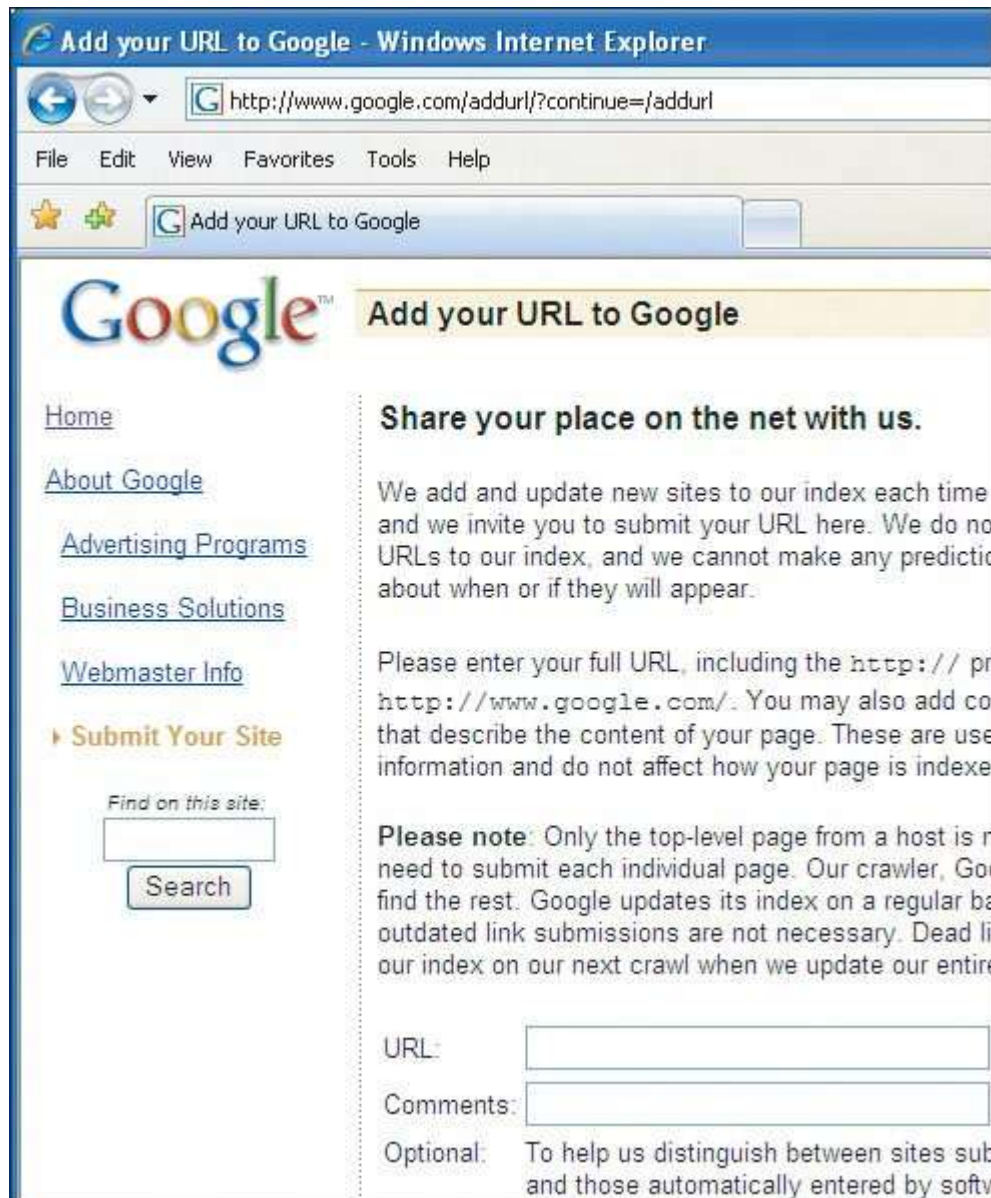 Add your URL to Google - Windows Internet Explorer
http://www.google.com/addurl/?continue=/addurl
File Edit View Favorites Tools Help
Add your URL to Google
Google™
Add your URL to Google
Home
About Google
Advertising Programs
Business Solutions
Webmaster Info
Submit Your Site
Find on this site:
Search
Share your place on the net with us.
We add and update new sites to our index each time
and we invite you to submit your URL here. We do no
URLs to our index, and we cannot make any predictio
about when or if they will appear.
Please enter your full URL, including the http:// pr
http://www.google.com/. You may also add co
that describe the content of your page. These are use
information and do not affect how your page is indexe
Please note: Only the top-level page from a host is n
need to submit each individual page. Our crawler, Goo
find the rest. Google updates its index on a regular ba
outdated link submissions are not necessary. Dead li
our index on our next crawl when we update our entire
URL:
Comments:
Optional: To help us distinguish between sites sub
and those automatically entered by softw